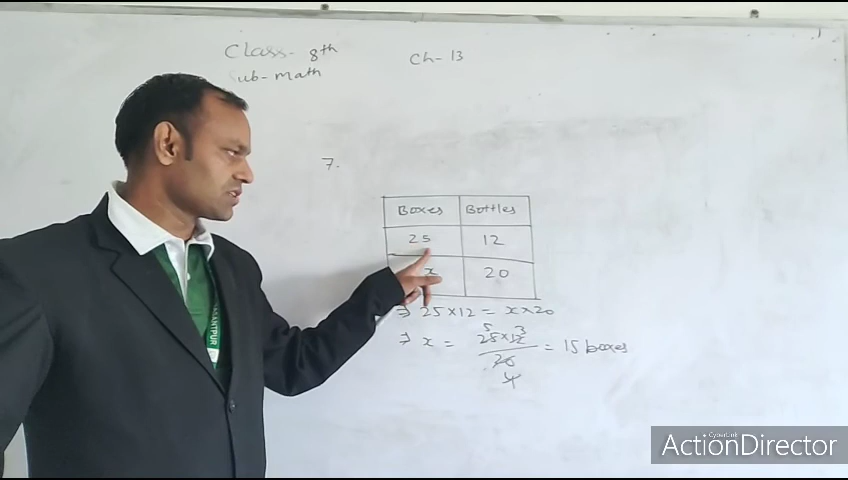 Class- 8th
Ch- 13
Sub- math
7.
Boxes Bottles
25 12
x 20
⇒ 25×12 = x×20
⇒ x = 25×12 / 20 = 15 boxes
5 3
4
CyberLink
ActionDirector